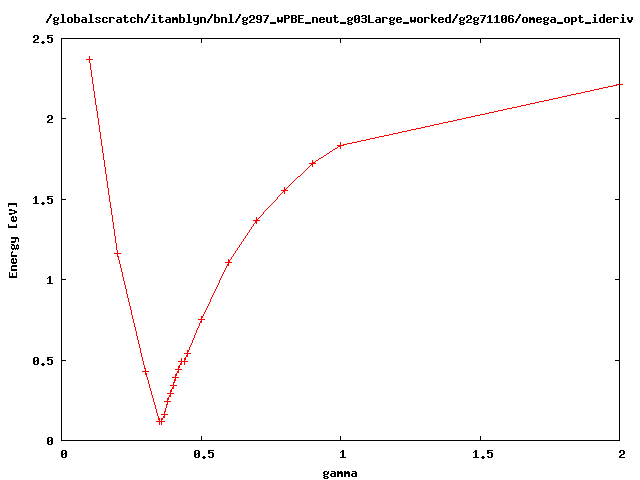 /globalscratch/itamblyn/bnl/g297_wPBE_neut_g03Large_worked/g2g71106/omega_opt_ideriv
2.5
2
1.5
1
0.5
0
Energy [eV]
0 0.5 1 1.5 2
gamma